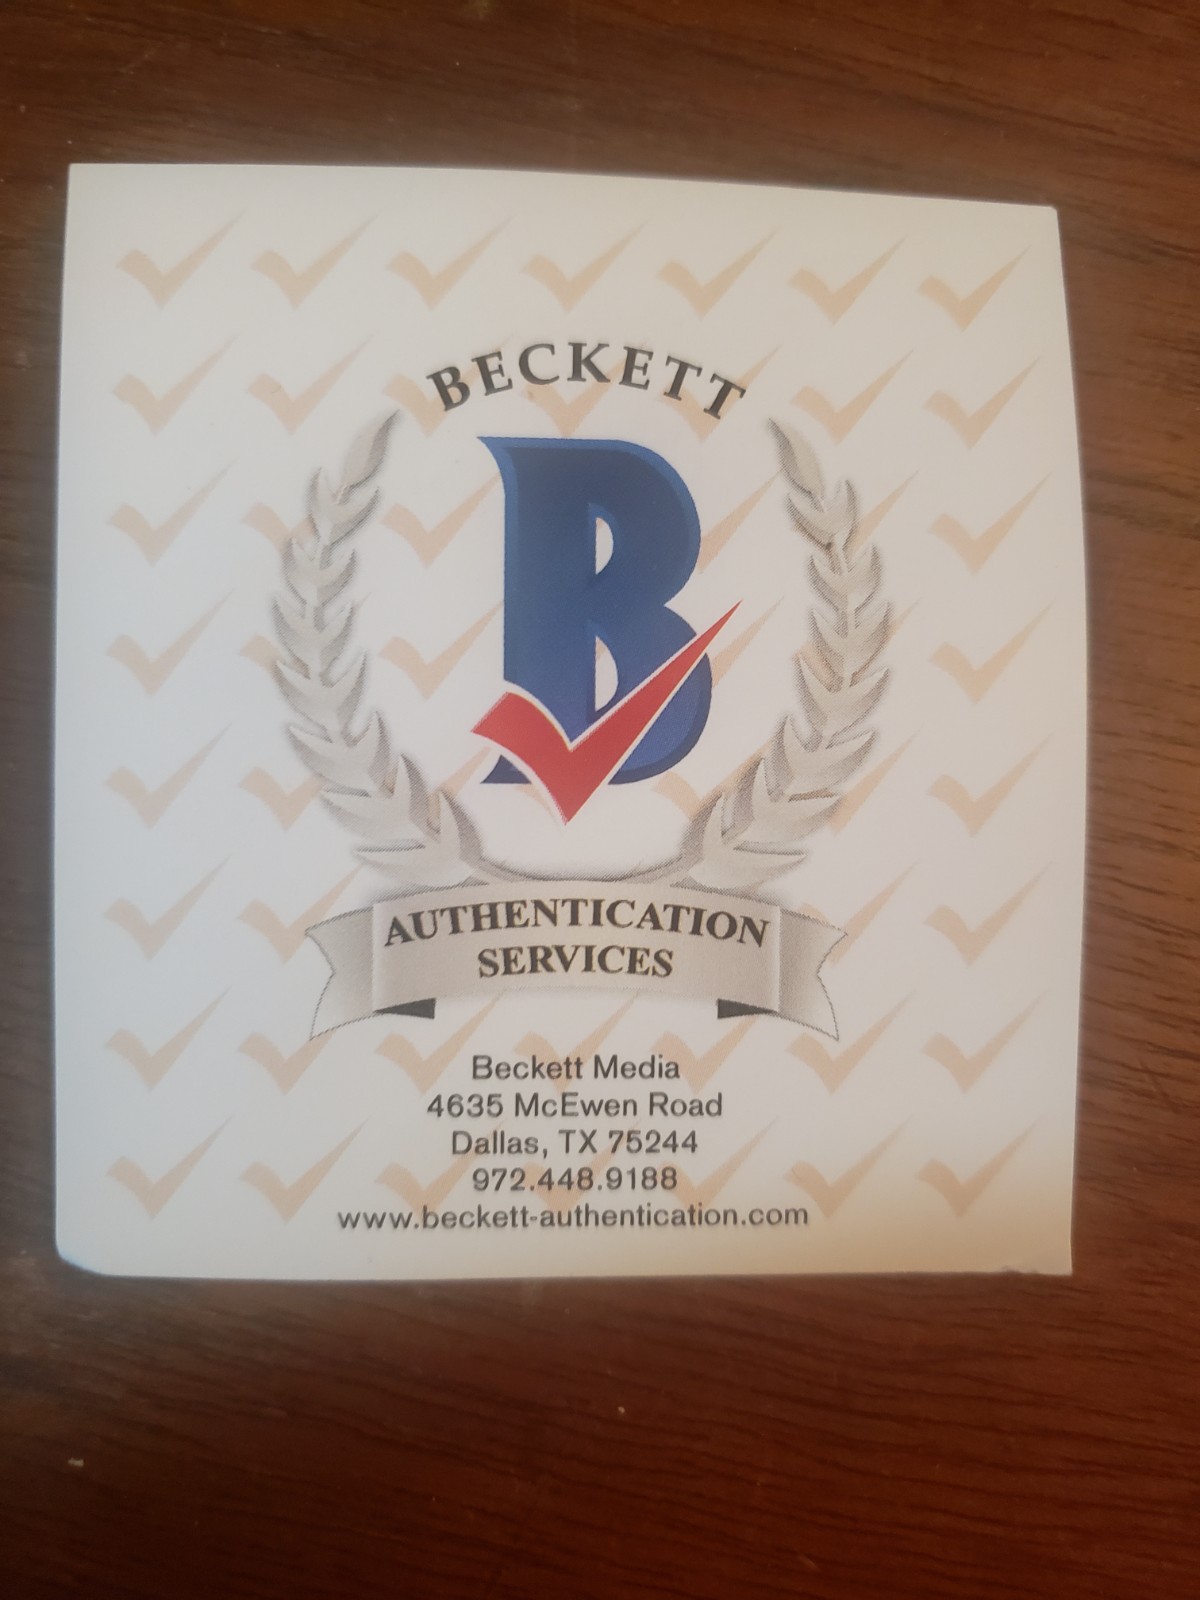 BECKETT
B
AUTHENTICATION
SERVICES
Beckett Media
4635 McEwen Road
Dallas, TX 75244
972.448.9188
www.beckett-authentication.com